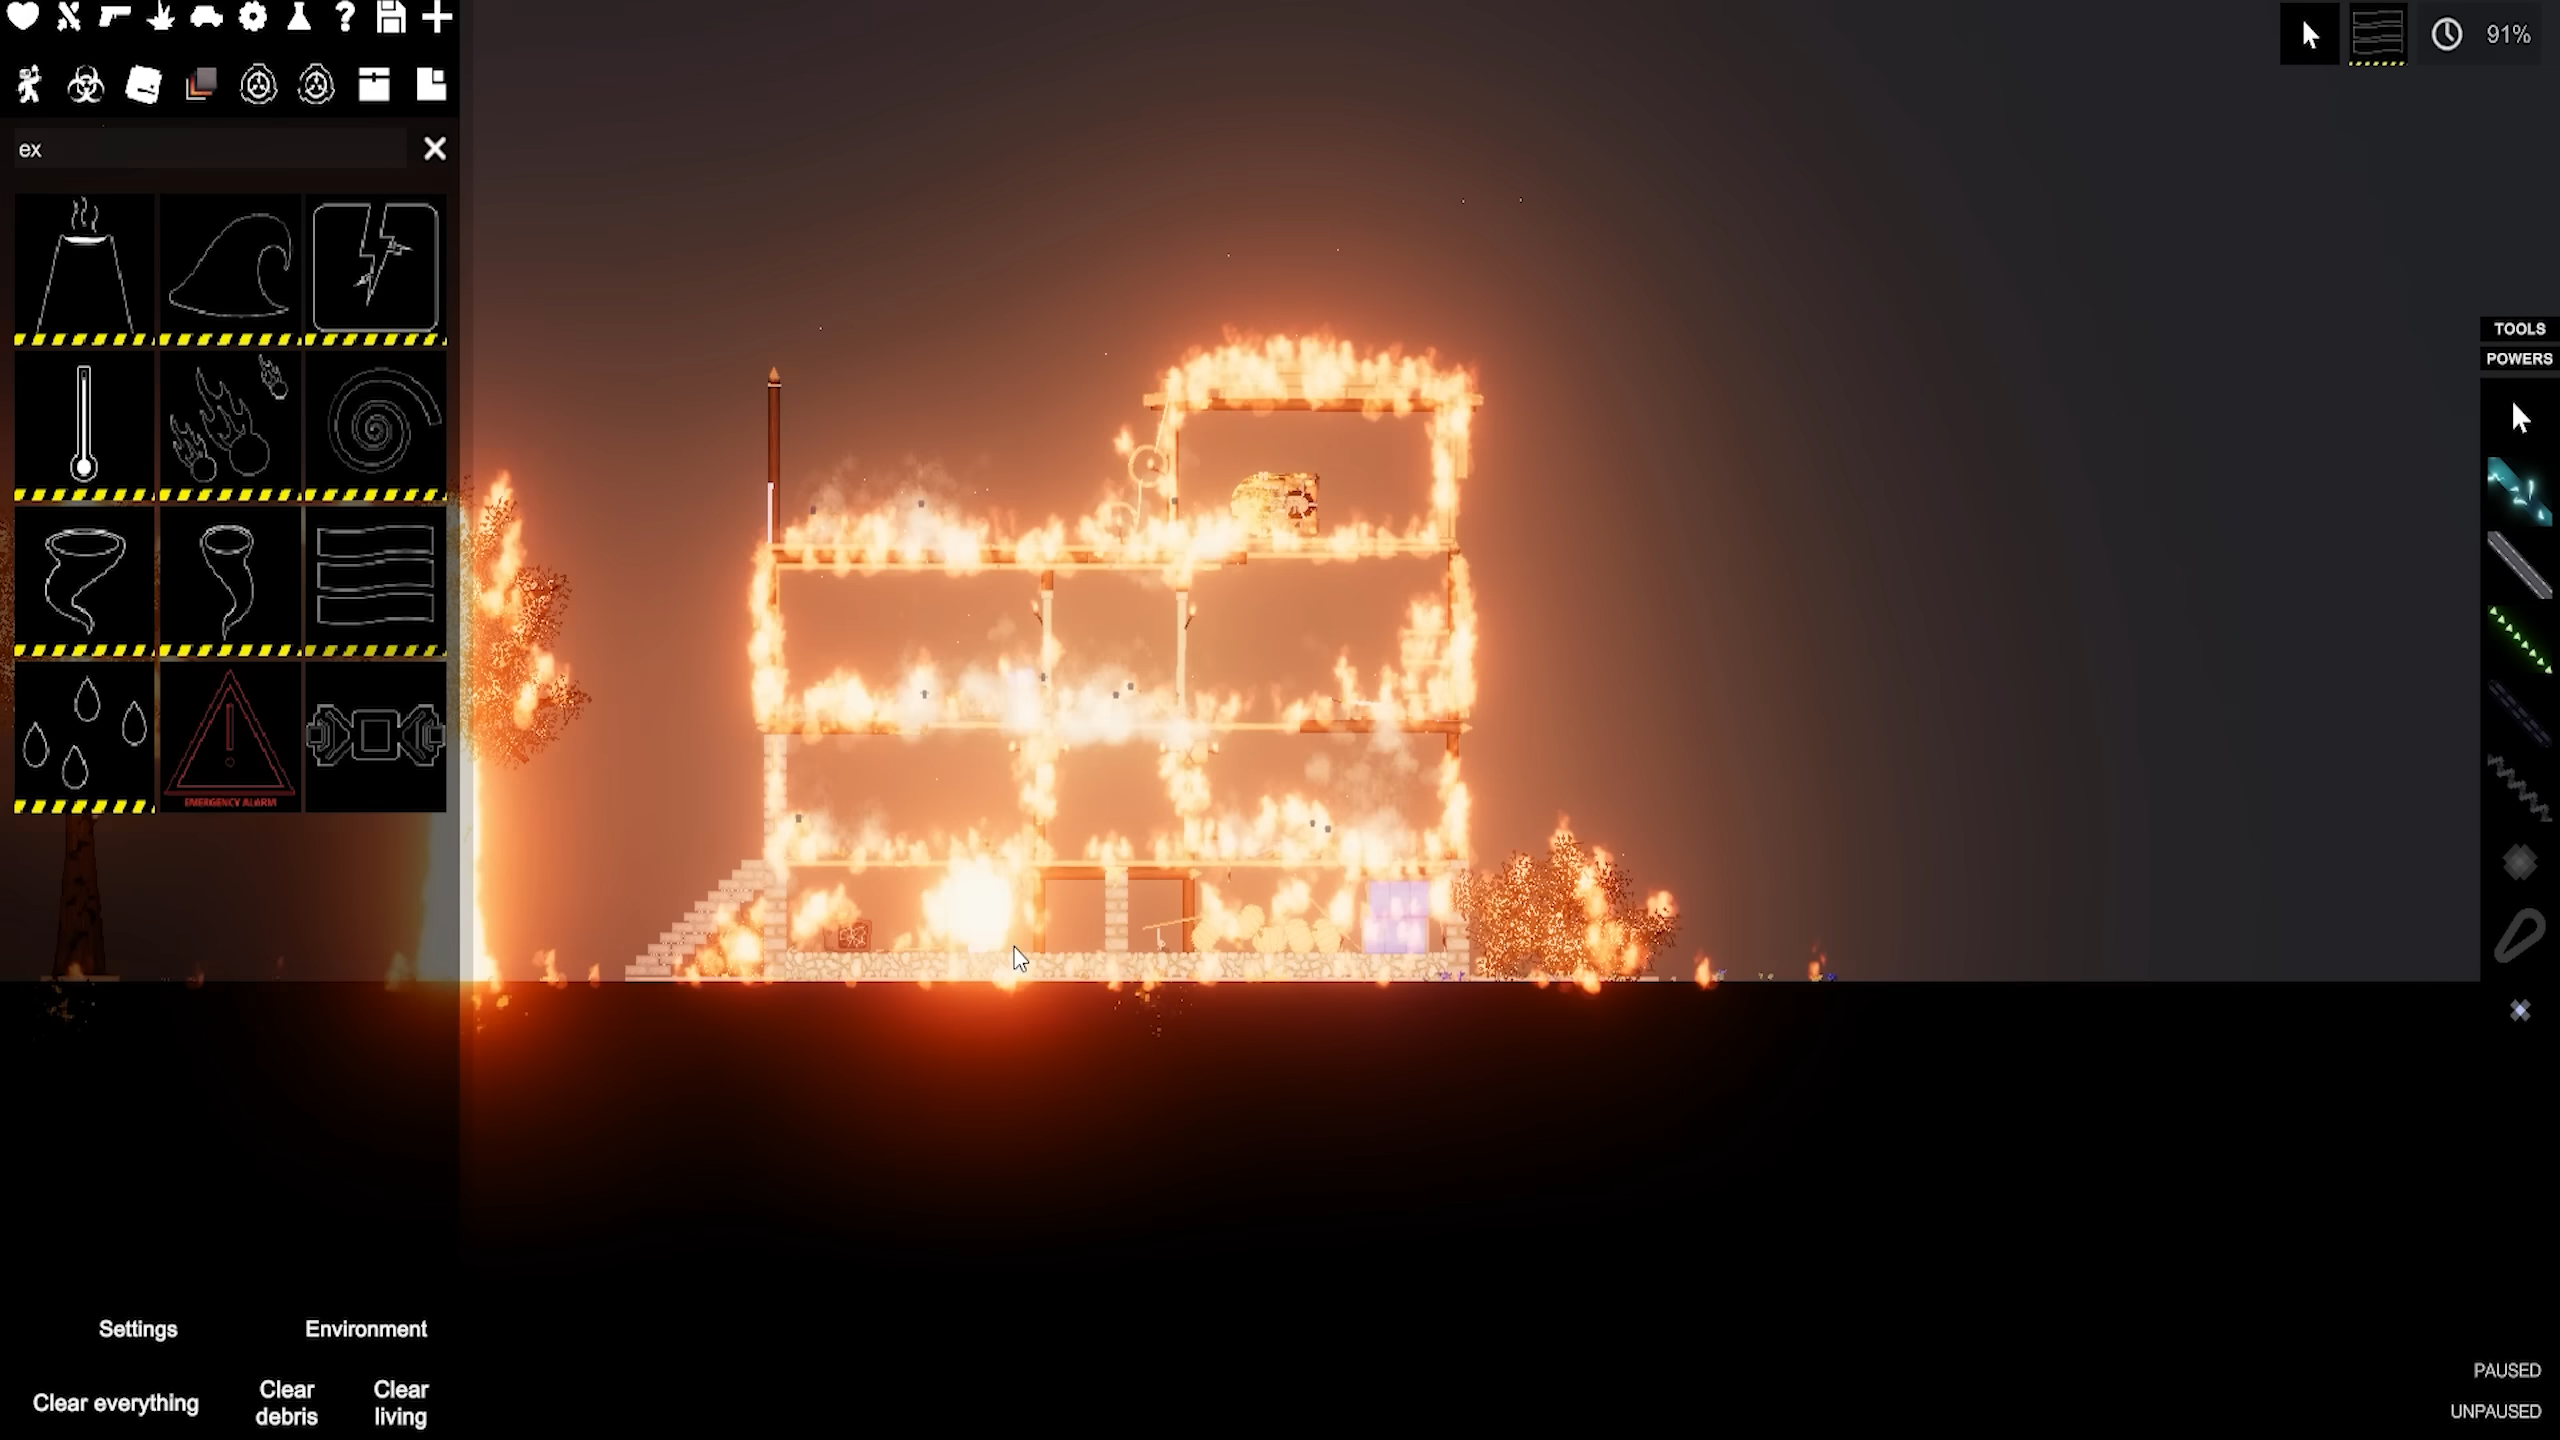 91%
ex
TOOLS
POWERS
EMERGENCY ALARM
Settings
Environment
Clear everything
Clear
debris
Clear
living
PAUSED
UNPAUSED